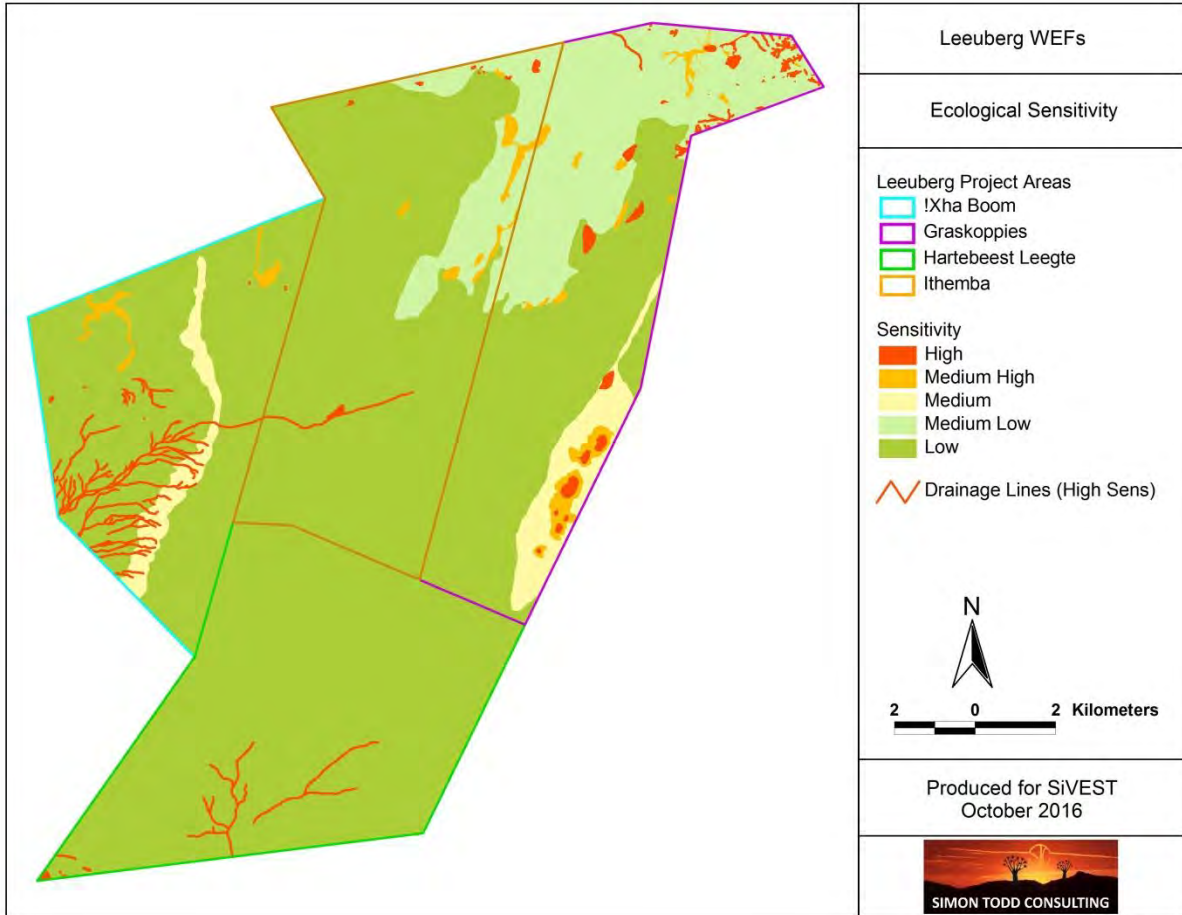 Leeuberg WEFs
Ecological Sensitivity
Leeuberg Project Areas
!Xha Boom
Graskoppies
Hartebeest Leegte
Ithemba
Sensitivity
High
Medium High
Medium
Medium Low
Low
Drainage Lines (High Sens)
N
2 0 2 Kilometers
Produced for SiVEST
October 2016
SIMON TODD CONSULTING